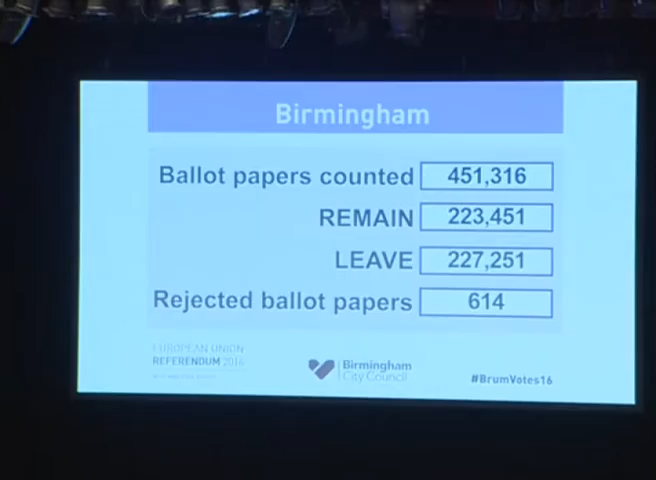 Birmingham
Ballot papers counted 451,316
REMAIN 223,451
LEAVE 227,251
Rejected ballot papers 614
EUROPEAN UNION
REFERENDUM 2016
Birmingham
City Council
#BrumVotes16